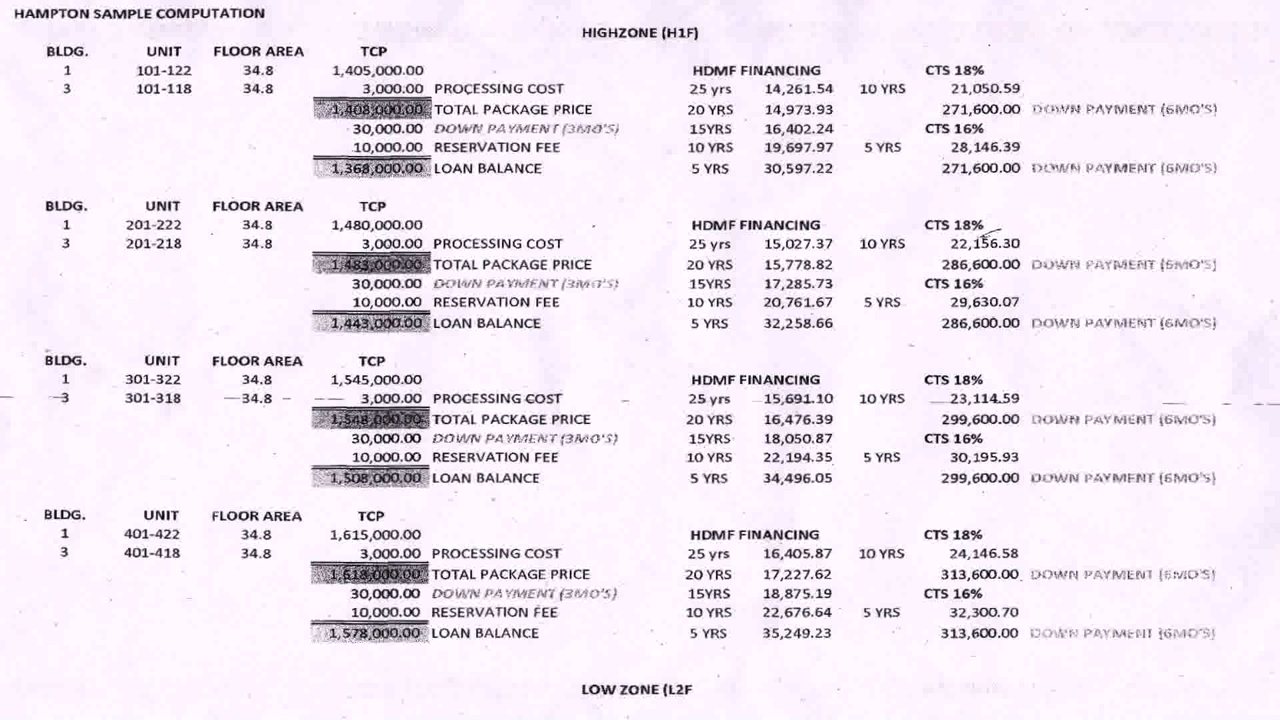 HAMPTON SAMPLE COMPUTATION
HIGHZONE (H1F)
BLDG. UNIT FLOOR AREA TCP
1 101-122 34.8 1,405,000.00 HDMF FINANCING CTS 18%
3 101-118 34.8 3,000.00 PROCESSING COST 25 yrs 14,261.54 10 YRS 21,050.59
1,408,000.00 TOTAL PACKAGE PRICE 20 YRS 14,973.93 271,600.00 DOWN PAYMENT (6MO'S)
30,000.00 DOWN PAYMENT (3MO'S) 15YRS 16,402.24 CTS 16%
10,000.00 RESERVATION FEE 10 YRS 19,697.97 5 YRS 28,146.39
1,368,000.00 LOAN BALANCE 5 YRS 30,597.22 271,600.00 DOWN PAYMENT (6MO'S)
BLDG. UNIT FLOOR AREA TCP
1 201-222 34.8 1,480,000.00 HDMF FINANCING CTS 18%
3 201-218 34.8 3,000.00 PROCESSING COST 25 yrs 15,027.37 10 YRS 22,156.30
1,483,000.00 TOTAL PACKAGE PRICE 20 YRS 15,778.82 286,600.00 DOWN PAYMENT (6MO'S)
30,000.00 DOWN PAYMENT (3MO'S) 15YRS 17,285.73 CTS 16%
10,000.00 RESERVATION FEE 10 YRS 20,761.67 5 YRS 29,630.07
1,443,000.00 LOAN BALANCE 5 YRS 32,258.66 286,600.00 DOWN PAYMENT (6MO'S)
BLDG. UNIT FLOOR AREA TCP
1 301-322 34.8 1,545,000.00 HDMF FINANCING CTS 18%
3 301-318 34.8 3,000.00 PROCESSING COST 25 yrs 15,691.10 10 YRS 23,114.59
1,548,000.00 TOTAL PACKAGE PRICE 20 YRS 16,476.39 299,600.00 DOWN PAYMENT (6MO'S)
30,000.00 DOWN PAYMENT (3MO'S) 15YRS 18,050.87 CTS 16%
10,000.00 RESERVATION FEE 10 YRS 22,194.35 5 YRS 30,195.93
1,508,000.00 LOAN BALANCE 5 YRS 34,496.05 299,600.00 DOWN PAYMENT (6MO'S)
BLDG. UNIT FLOOR AREA TCP
1 401-422 34.8 1,615,000.00 HDMF FINANCING CTS 18%
3 401-418 34.8 3,000.00 PROCESSING COST 25 yrs 16,405.87 10 YRS 24,146.58
1,618,000.00 TOTAL PACKAGE PRICE 20 YRS 17,227.62 313,600.00 DOWN PAYMENT (6MO'S)
30,000.00 DOWN PAYMENT (3MO'S) 15YRS 18,875.19 CTS 16%
10,000.00 RESERVATION FEE 10 YRS 22,676.64 5 YRS 32,300.70
1,578,000.00 LOAN BALANCE 5 YRS 35,249.23 313,600.00 DOWN PAYMENT (6MO'S)
LOW ZONE (L2F